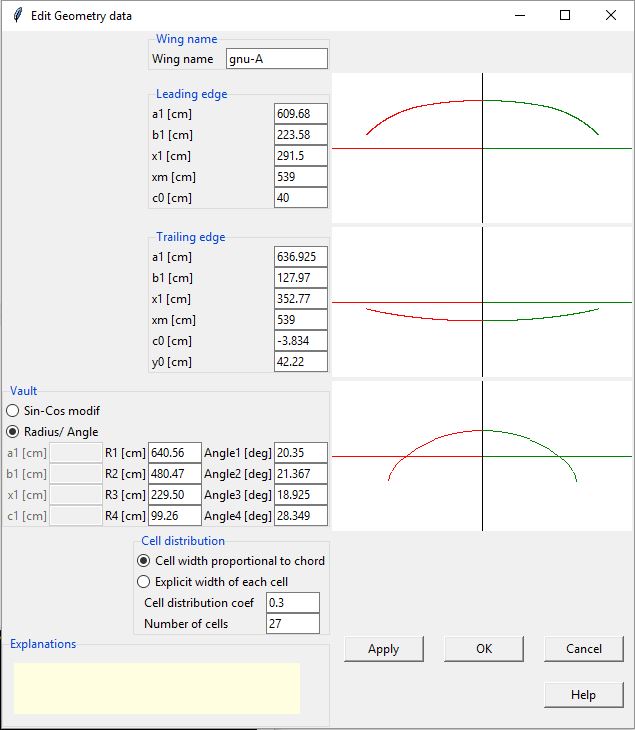 Edit Geometry data
Wing name
Wing name gnu-A
Leading edge
a1 [cm] 609.68
b1 [cm] 223.58
x1 [cm] 291.5
xm [cm] 539
c0 [cm] 40
Trailing edge
a1 [cm] 636.925
b1 [cm] 127.97
x1 [cm] 352.77
xm [cm] 539
c0 [cm] -3.834
y0 [cm] 42.22
Vault
Sin-Cos modif
Radius/ Angle
a1 [cm] R1 [cm] 640.56 Angle1 [deg] 20.35
b1 [cm] R2 [cm] 480.47 Angle2 [deg] 21.367
x1 [cm] R3 [cm] 229.50 Angle3 [deg] 18.925
c1 [cm] R4 [cm] 99.26 Angle4 [deg] 28.349
Cell distribution
Cell width proportional to chord
Explicit width of each cell
Cell distribution coef 0.3
Number of cells 27
Explanations
Apply OK Cancel
Help